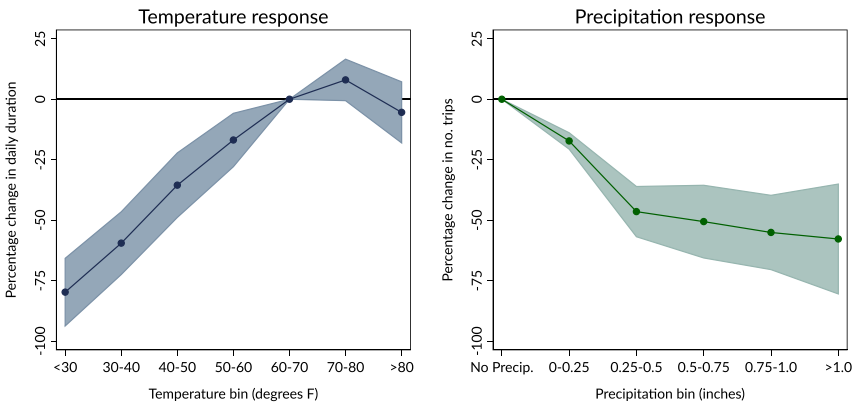 Temperature response
Percentage change in daily duration
25
0
-25
-50
-75
-100
<30 30-40 40-50 50-60 60-70 70-80 >80
Temperature bin (degrees F)
Precipitation response
Percentage change in no. trips
25
0
-25
-50
-75
-100
No Precip. 0-0.25 0.25-0.5 0.5-0.75 0.75-1.0 >1.0
Precipitation bin (inches)